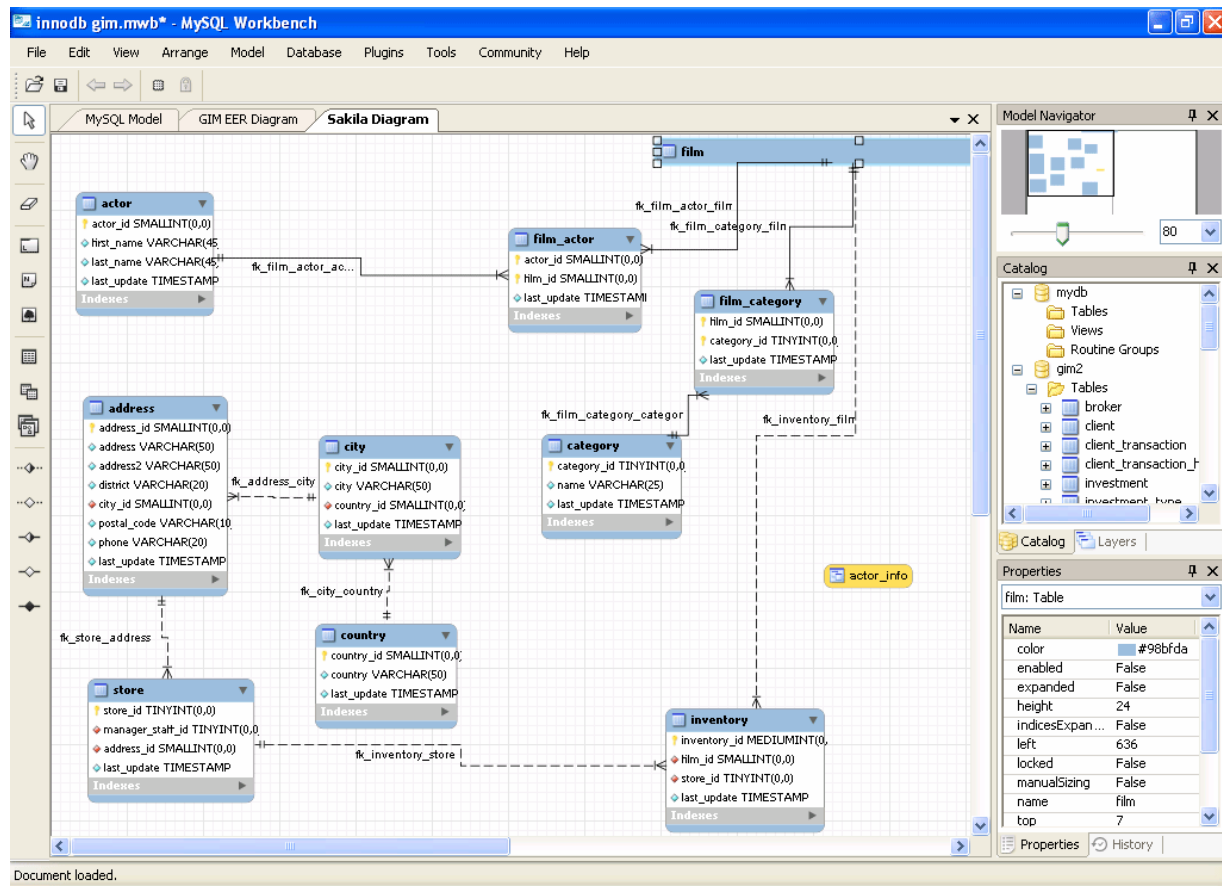 innodb gim.mwb* - MySQL Workbench
File Edit View Arrange Model Database Plugins Tools Community Help
MySQL Model GIM EER Diagram Sakila Diagram
film
actor
actor_id SMALLINT(0,0)
first_name VARCHAR(45
last_name VARCHAR(45,
last_update TIMESTAMP
Indexes
fk_film_actor_ac...
fk_film_actor_film
fk_film_category_film
film_actor
actor_id SMALLINT(0,0)
film_id SMALLINT(0,0)
last_update TIMESTAMI
Indexes
film_category
film_id SMALLINT(0,0)
category_id TINYINT(0,0
last_update TIMESTAMP
Indexes
fk_film_category_categor
fk_inventory_film
category
category_id TINYINT(0,0
name VARCHAR(25)
last_update TIMESTAMP
Indexes
address
address_id SMALLINT(0,0)
address VARCHAR(50)
address2 VARCHAR(50)
district VARCHAR(20)
city_id SMALLINT(0,0)
postal_code VARCHAR(10
phone VARCHAR(20)
last_update TIMESTAMP
Indexes
fk_address_city
city
city_id SMALLINT(0,0)
city VARCHAR(50)
country_id SMALLINT(0,0
last_update TIMESTAMP
Indexes
fk_city_country
country
country_id SMALLINT(0,0
country VARCHAR(50)
last_update TIMESTAMP
Indexes
actor_info
fk_store_address
store
store_id TINYINT(0,0)
manager_staff_id TINYINT(0,0
address_id SMALLINT(0,0)
last_update TIMESTAMP
Indexes
fk_inventory_store
inventory
inventory_id MEDIUMINT(0,
film_id SMALLINT(0,0)
store_id TINYINT(0,0)
last_update TIMESTAMP
Indexes
Model Navigator
80
Catalog
mydb
Tables
Views
Routine Groups
gim2
Tables
broker
client
client_transaction
client_transaction_h
investment
investment_type
Catalog Layers
Properties
film: Table
Name Value
color #98bfda
enabled False
expanded False
height 24
indicesExpan... False
left 636
locked False
manualSizing False
name film
top 7
Properties History
Document loaded.